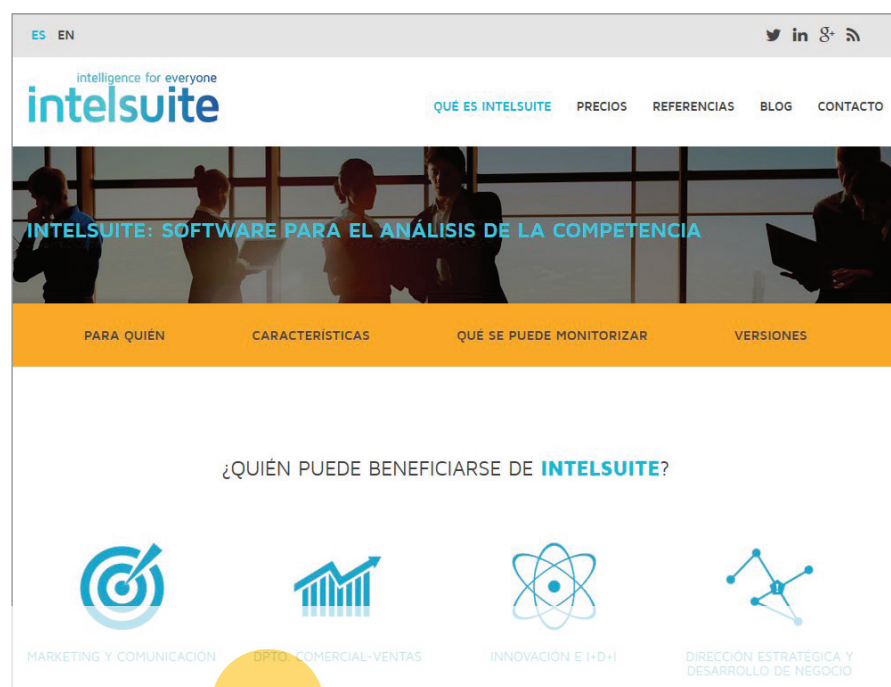 ES EN
intelligence for everyone
intelsuite
QUÉ ES INTELSUITE PRECIOS REFERENCIAS BLOG CONTACTO
INTELSUITE: SOFTWARE PARA EL ANÁLISIS DE LA COMPETENCIA
PARA QUIÉN CARACTERÍSTICAS QUÉ SE PUEDE MONITORIZAR VERSIONES
¿QUIÉN PUEDE BENEFICIARSE DE INTELSUITE?
MARKETING Y COMUNICACIÓN DPTO. COMERCIAL-VENTAS INNOVACIÓN E I+D+I DIRECCIÓN ESTRATÉGICA Y
DESARROLLO DE NEGOCIO